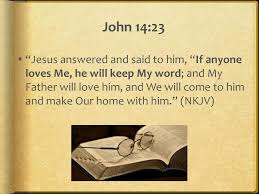 John 14:23
• “Jesus answered and said to him, “If anyone
loves Me, he will keep My word; and My
Father will love him, and We will come to
him and make Our home with him.” (NKJV)